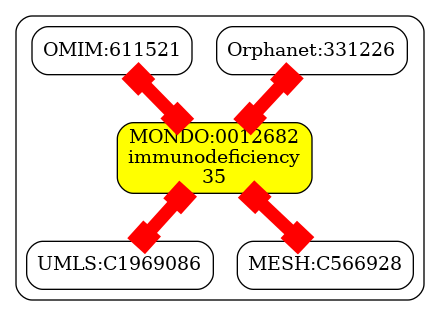 OMIM:611521
Orphanet:331226
MONDO:0012682
immunodeficiency
35
UMLS:C1969086
MESH:C566928